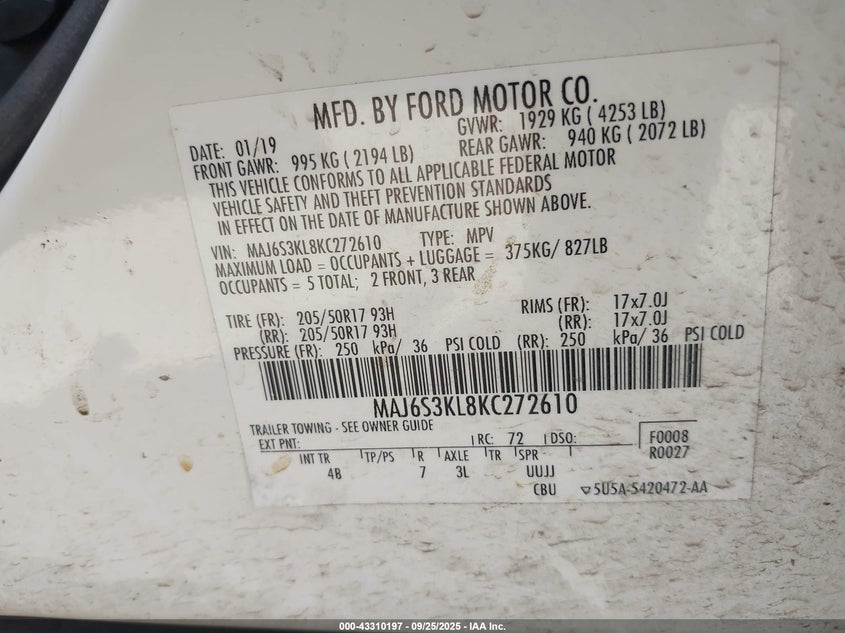 MFD. BY FORD MOTOR CO.
DATE: 01/19 GVWR: 1929 KG ( 4253 LB)
FRONT GAWR: 995 KG ( 2194 LB) REAR GAWR: 940 KG ( 2072 LB)
THIS VEHICLE CONFORMS TO ALL APPLICABLE FEDERAL MOTOR
VEHICLE SAFETY AND THEFT PREVENTION STANDARDS
IN EFFECT ON THE DATE OF MANUFACTURE SHOWN ABOVE.
VIN: MAJ6S3KL8KC272610 TYPE: MPV
MAXIMUM LOAD = OCCUPANTS + LUGGAGE = 375KG/ 827LB
OCCUPANTS = 5 TOTAL; 2 FRONT, 3 REAR
TIRE (FR): 205/50R17 93H RIMS (FR): 17x7.0J
(RR): 205/50R17 93H (RR): 17x7.0J
PRESSURE (FR): 250 kPa/ 36 PSI COLD (RR): 250 kPa/ 36 PSI COLD
MAJ6S3KL8KC272610
TRAILER TOWING - SEE OWNER GUIDE
EXT PNT: RC: 72 DSO: F0008
R0027
INT TR TP/PS R AXLE TR SPR
4B 7 3L UUJJ
CBU ▽5U5A-5420472-AA
000-43310197 - 09/25/2025 - IAA Inc.